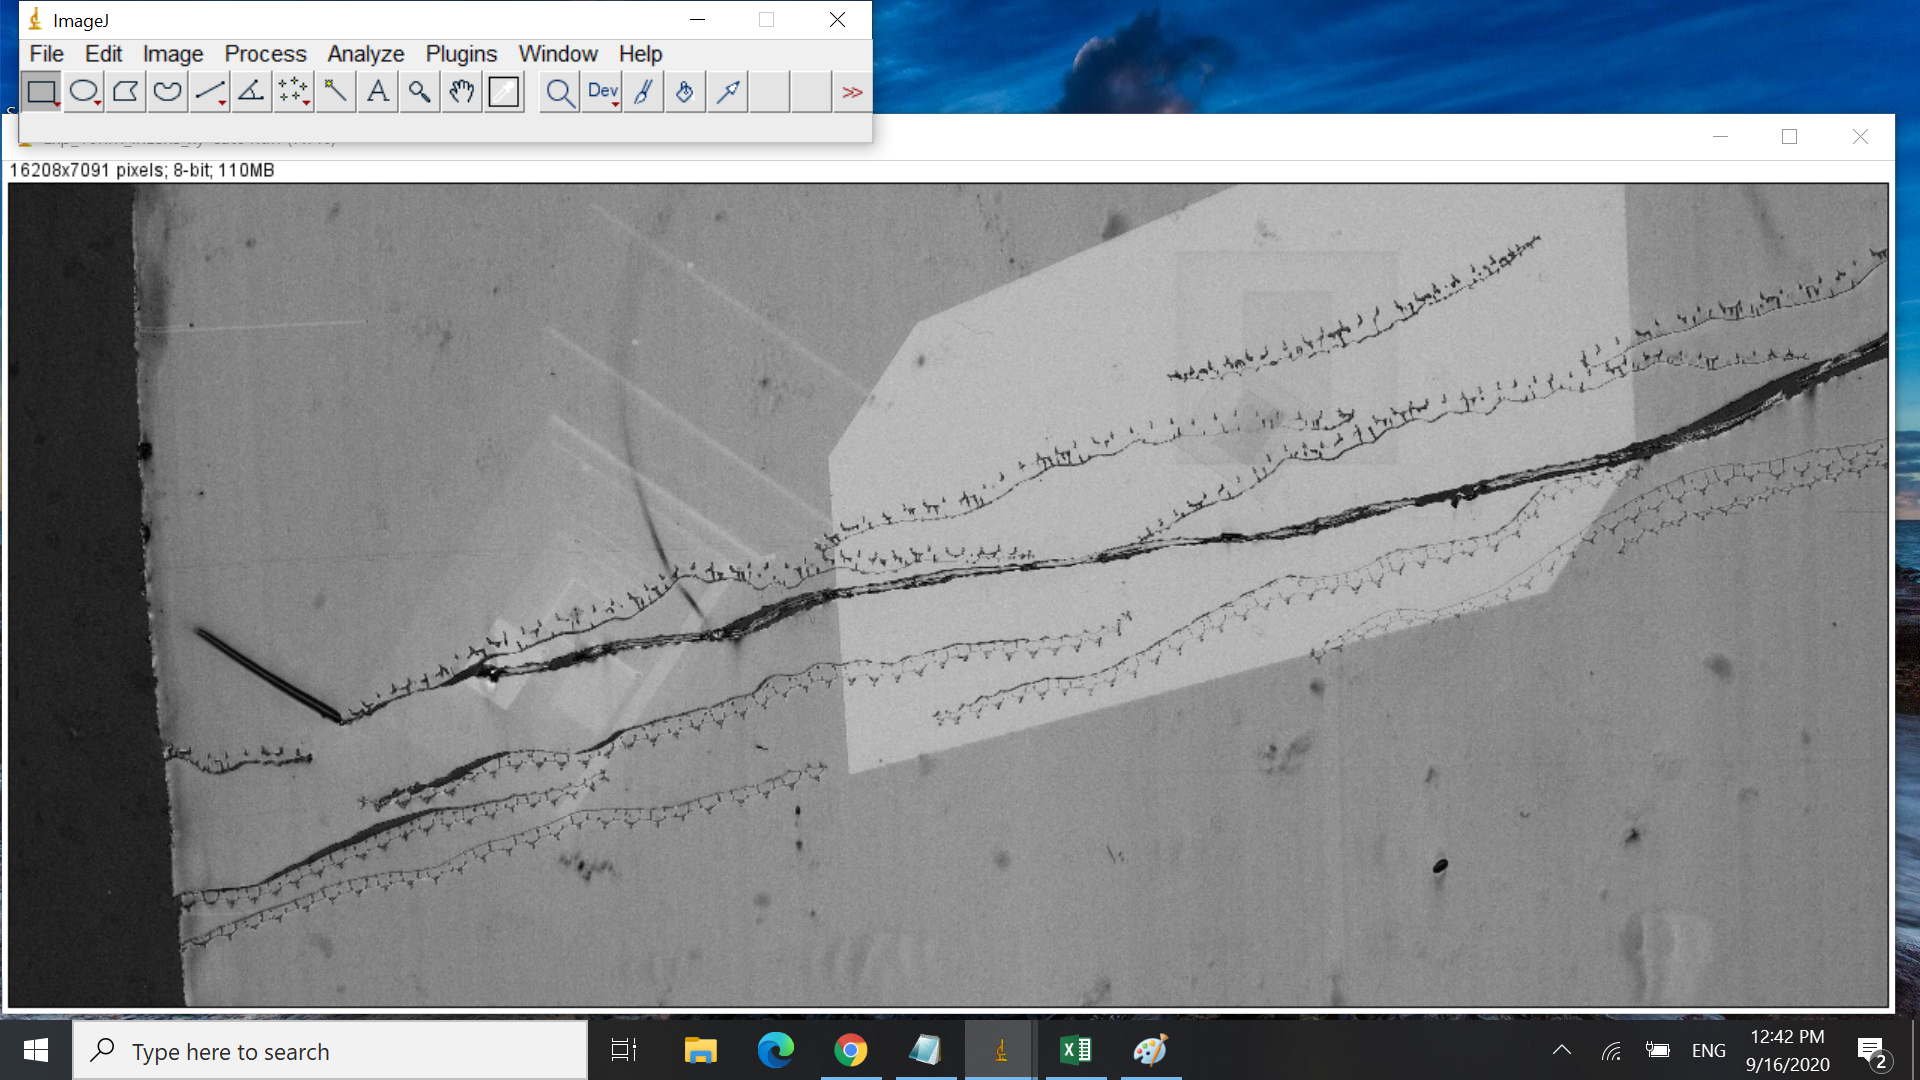 ImageJ
File Edit Image Process Analyze Plugins Window Help
Dev
>>
16208x7091 pixels; 8-bit; 110MB
Type here to search
ENG
12:42 PM
9/16/2020
2